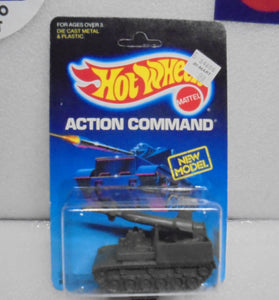 FOR AGES OVER 3
DIE CAST METAL
& PLASTIC
Hot Wheels
MATTEL
ACTION COMMAND
NEW
MODEL